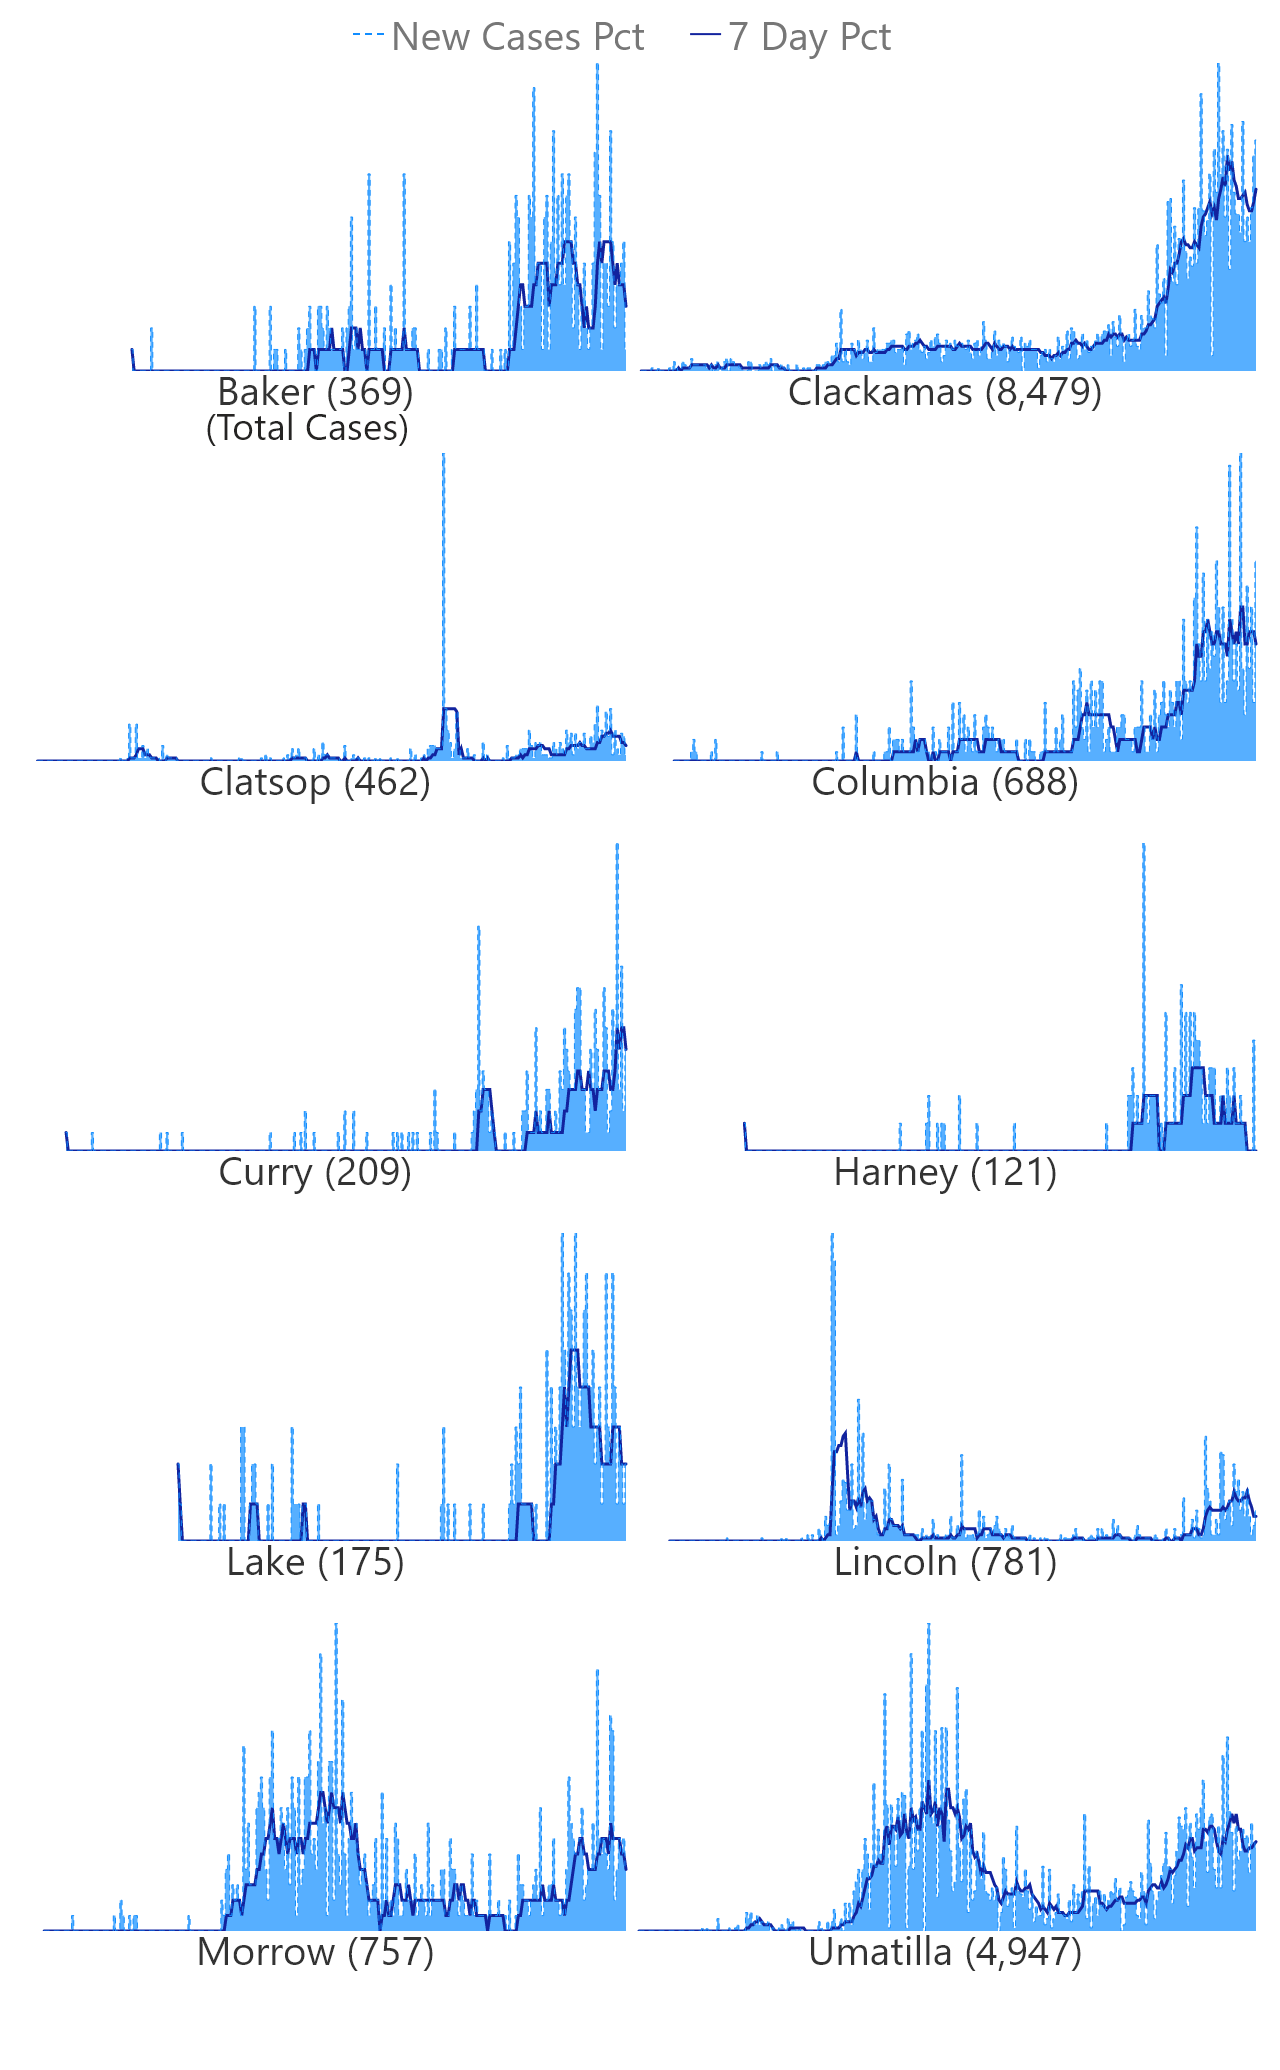 New Cases Pct 7 Day Pct
Baker (369) Clackamas (8,479)
(Total Cases)
Clatsop (462) Columbia (688)
Curry (209) Harney (121)
Lake (175) Lincoln (781)
Morrow (757) Umatilla (4,947)